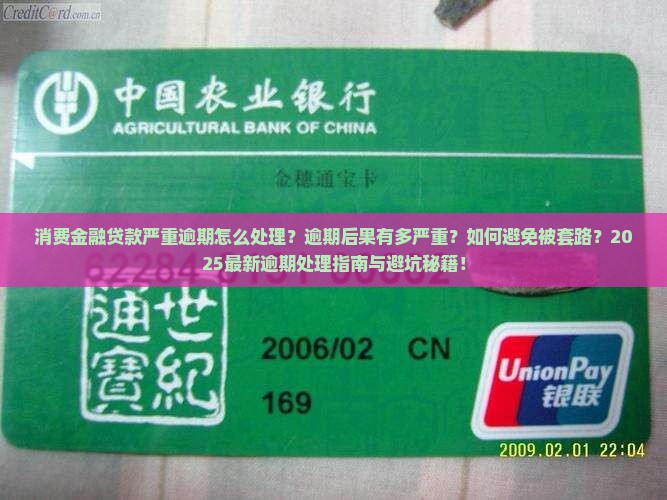 CreditC@rd.com.cn
中国农业银行
AGRICULTURAL BANK OF CHINA
金穗通宝卡
消费金融贷款严重逾期怎么处理？逾期后果有多严重？如何避免被套路？20
25最新逾期处理指南与避坑秘籍！
世紀
通寶
2006/02 CN
169
UnionPay
银联
2009.02.01 22:04